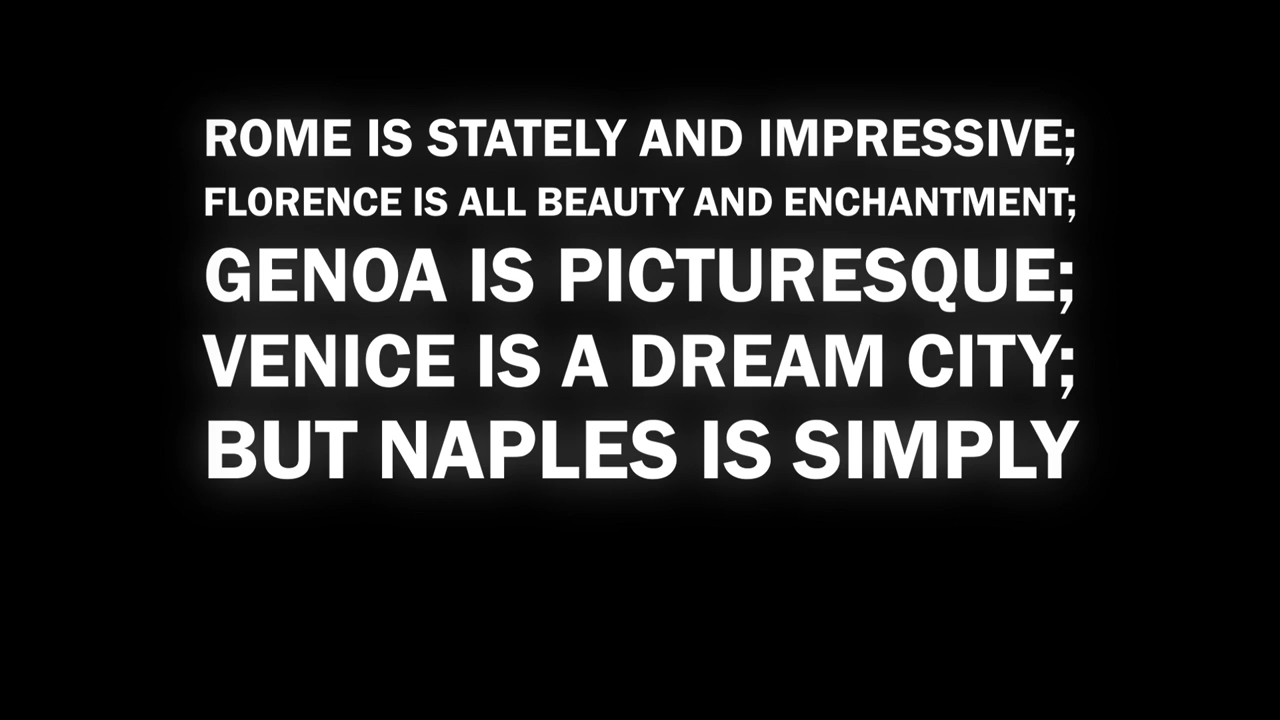 ROME IS STATELY AND IMPRESSIVE;
FLORENCE IS ALL BEAUTY AND ENCHANTMENT;
GENOA IS PICTURESQUE;
VENICE IS A DREAM CITY;
BUT NAPLES IS SIMPLY